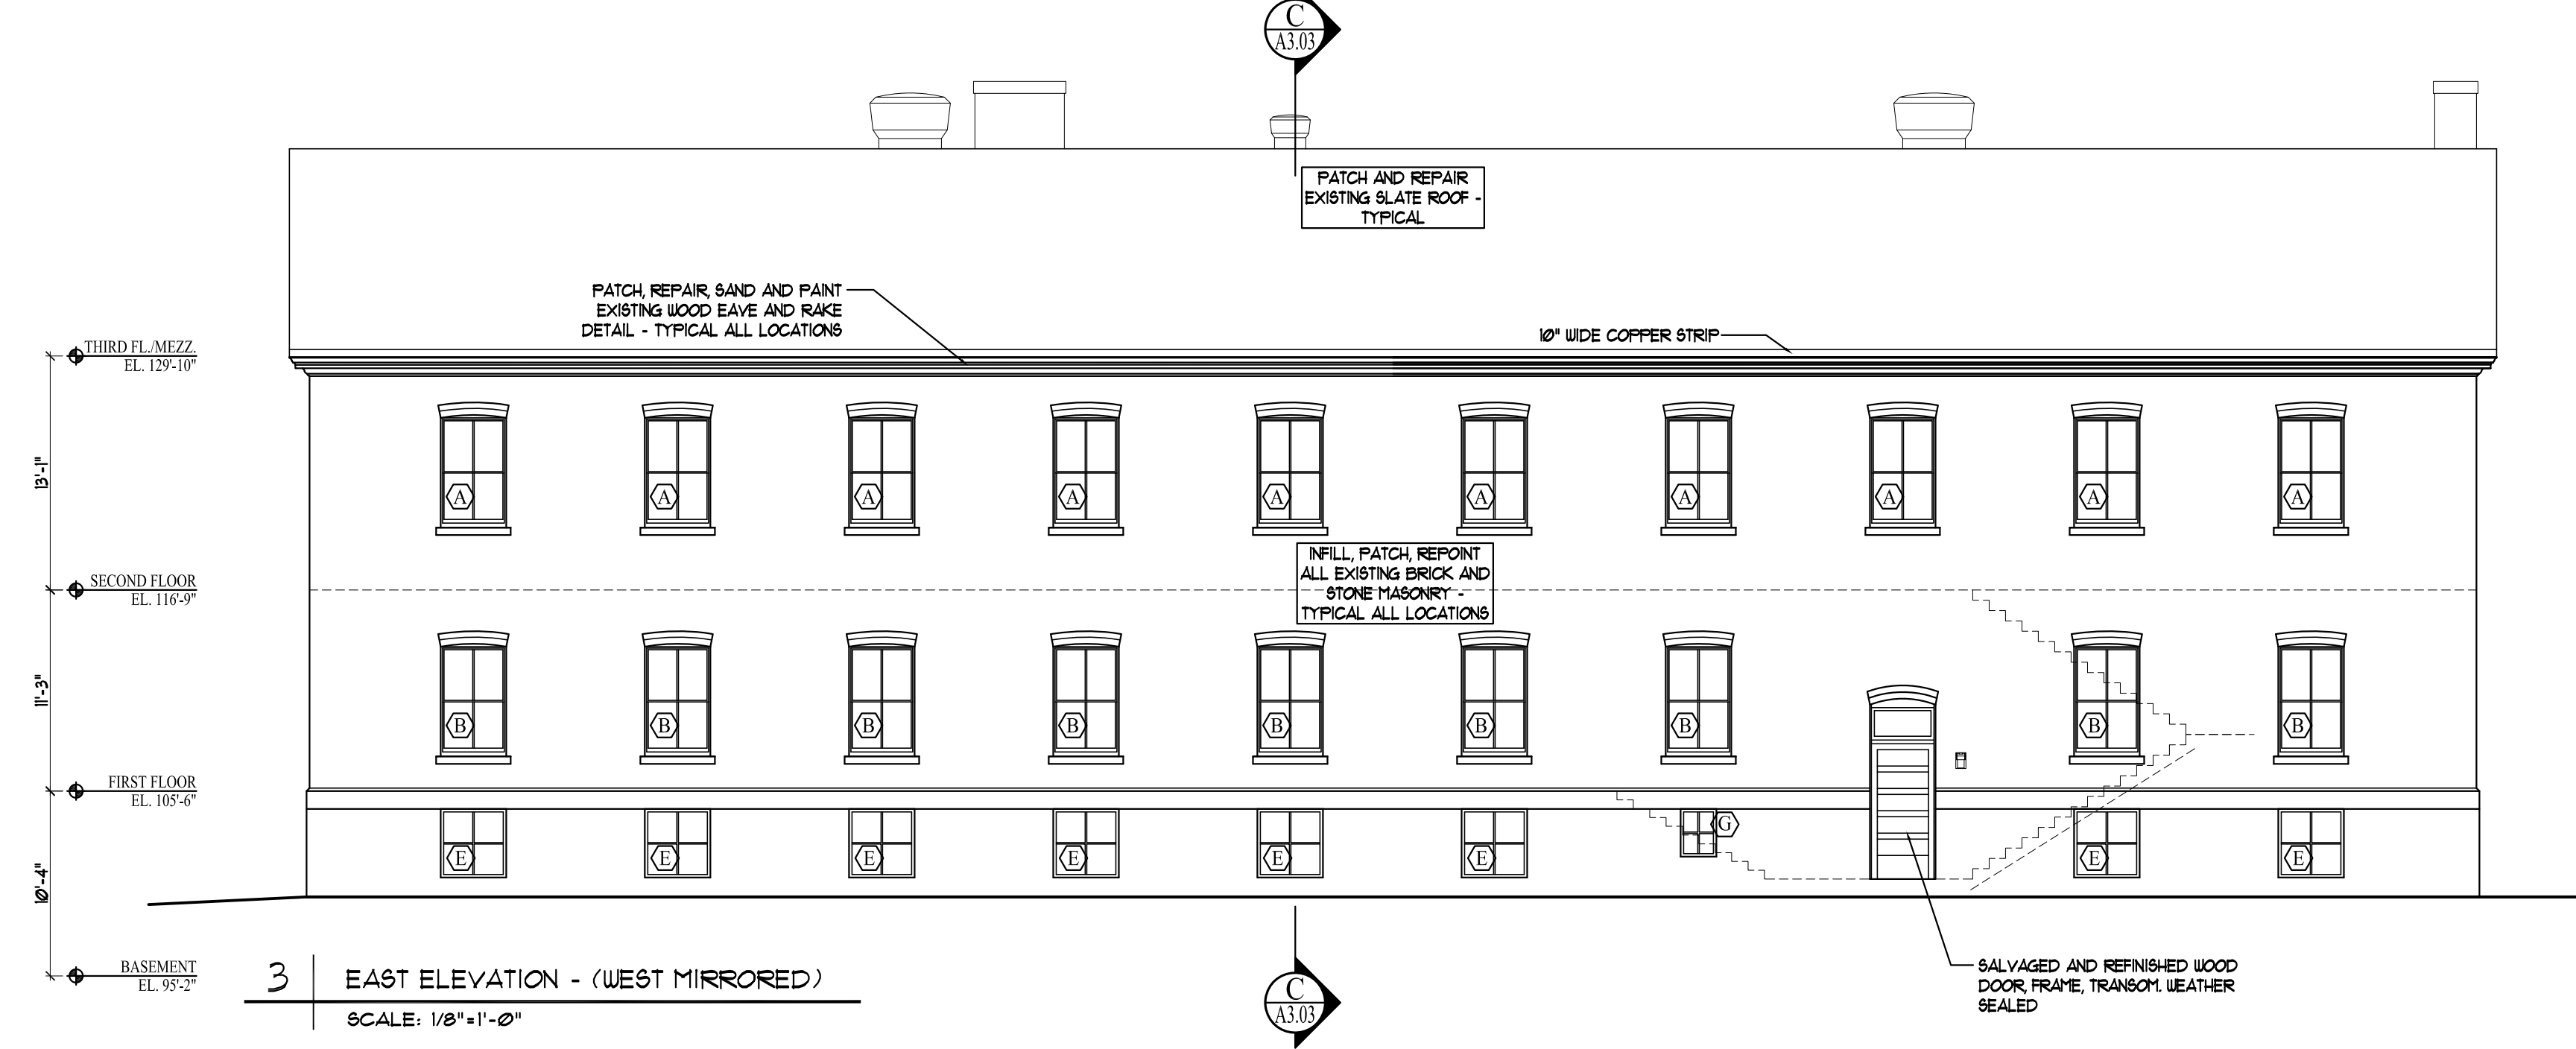 C
A3.03
PATCH AND REPAIR
EXISTING SLATE ROOF -
TYPICAL
PATCH, REPAIR, SAND AND PAINT
EXISTING WOOD EAVE AND RAKE
DETAIL - TYPICAL ALL LOCATIONS
10" WIDE COPPER STRIP
THIRD FL./MEZZ.
EL. 129'-10"
13'-1"
A A A A A A A A A A
INFILL, PATCH, REPOINT
ALL EXISTING BRICK AND
STONE MASONRY -
TYPICAL ALL LOCATIONS
SECOND FLOOR
EL. 116'-9"
11'-3"
B B B B B B B B B
FIRST FLOOR
EL. 105'-6"
10'-4"
G
E E E E E E E E
BASEMENT
EL. 95'-2"
3
EAST ELEVATION - (WEST MIRRORED)
SCALE: 1/8"=1'-0"
C
A3.03
SALVAGED AND REFINISHED WOOD
DOOR, FRAME, TRANSOM. WEATHER
SEALED